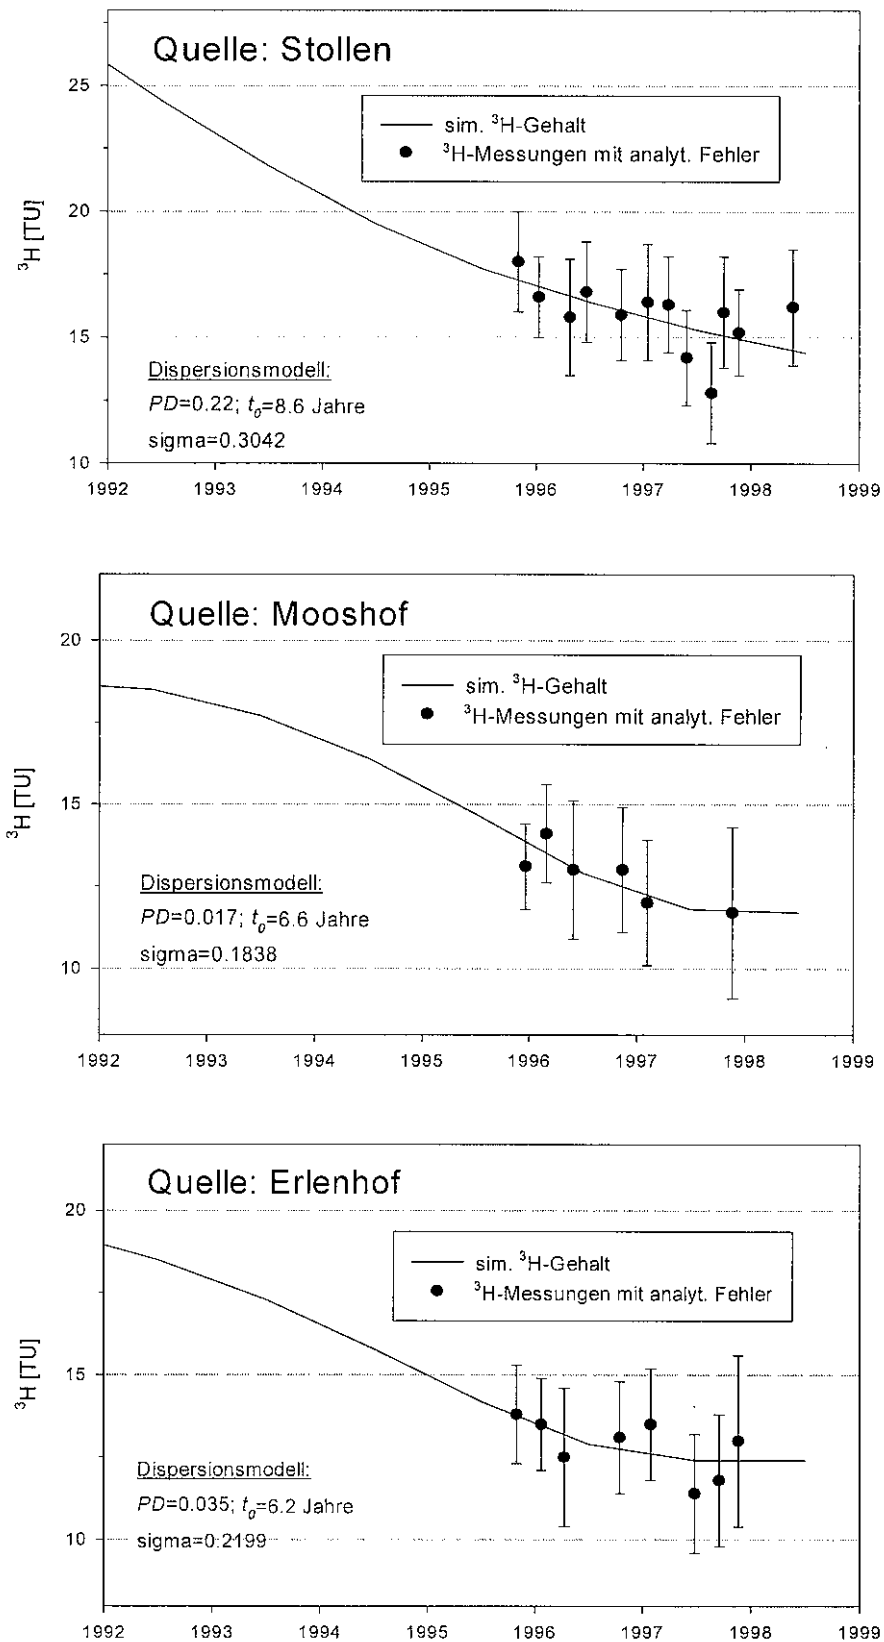 Quelle: Stollen
sim. ³H-Gehalt
³H-Messungen mit analyt. Fehler
25
20
15
10
³H [TU]
Dispersionsmodell:
PD=0.22; t₀=8.6 Jahre
sigma=0.3042
1992 1993 1994 1995 1996 1997 1998 1999
Quelle: Mooshof
sim. ³H-Gehalt
³H-Messungen mit analyt. Fehler
20
15
10
³H [TU]
Dispersionsmodell:
PD=0.017; t₀=6.6 Jahre
sigma=0.1838
1992 1993 1994 1995 1996 1997 1998 1999
Quelle: Erlenhof
sim. ³H-Gehalt
³H-Messungen mit analyt. Fehler
20
15
10
³H [TU]
Dispersionsmodell:
PD=0.035; t₀=6.2 Jahre
sigma=0.2199
1992 1993 1994 1995 1996 1997 1998 1999